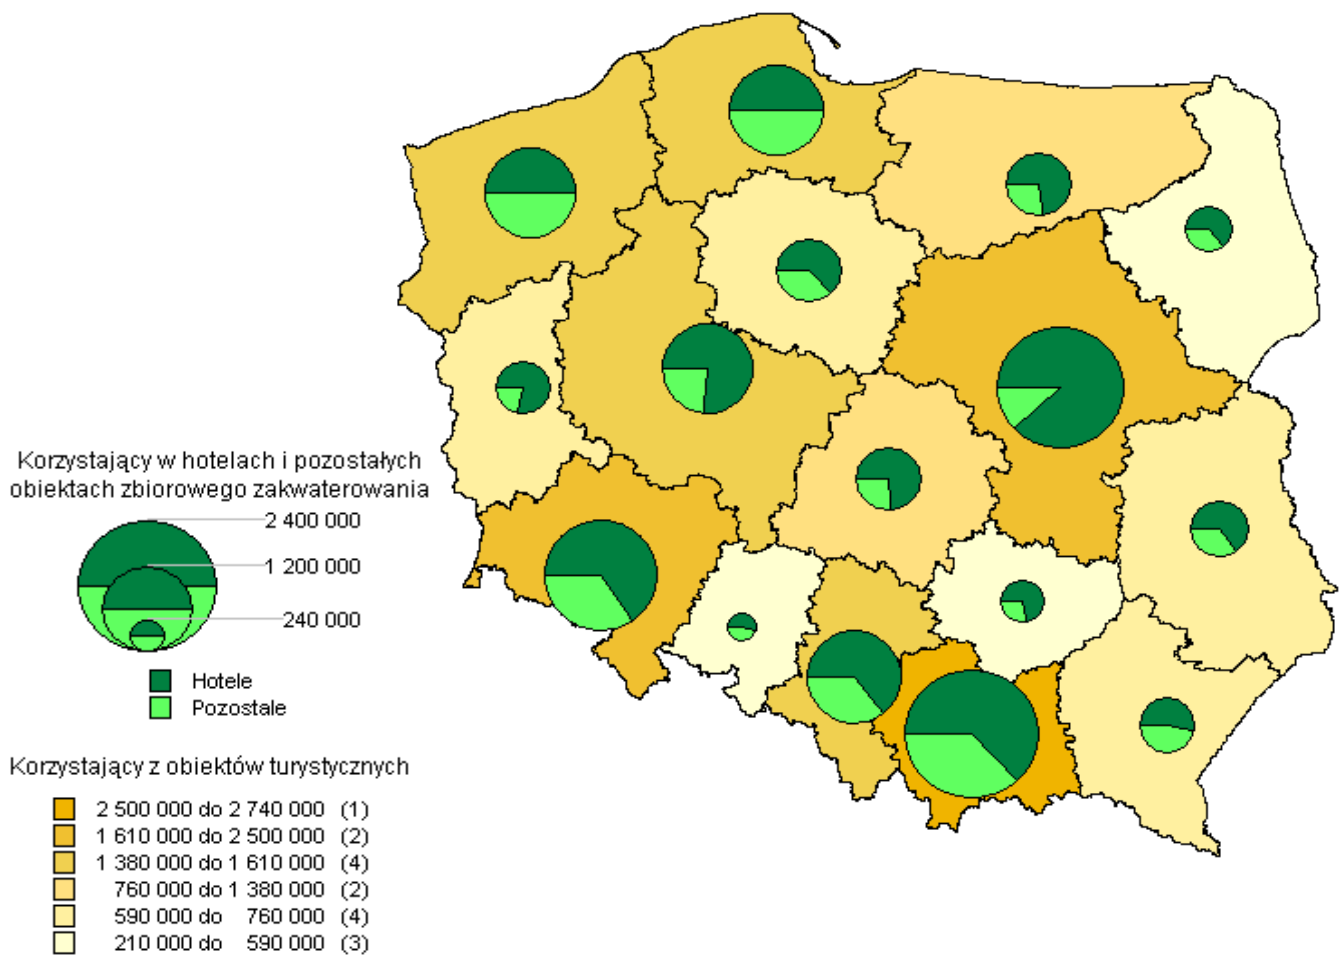 Korzystający w hotelach i pozostałych
obiektach zbiorowego zakwaterowania
2 400 000
1 200 000
240 000
Hotele
Pozostale
Korzystający z obiektów turystycznych
2 500 000 do 2 740 000 (1)
1 610 000 do 2 500 000 (2)
1 380 000 do 1 610 000 (4)
760 000 do 1 380 000 (2)
590 000 do 760 000 (4)
210 000 do 590 000 (3)